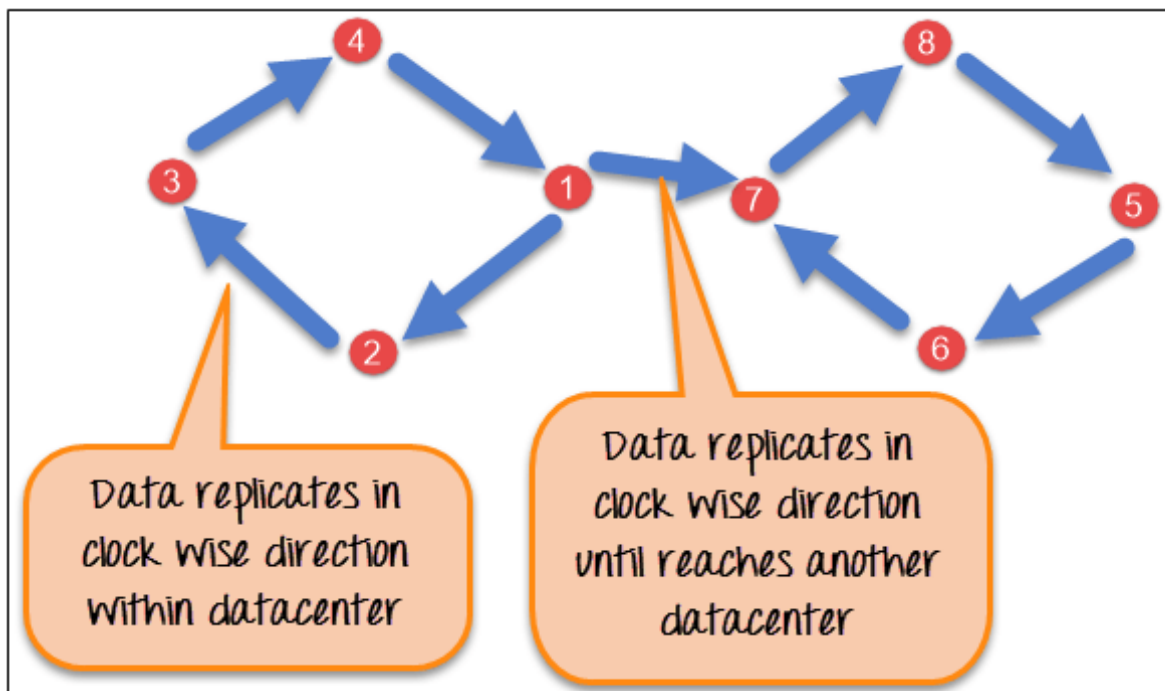 4
8
3
1
7
5
2
6
Data replicates in
clock wise direction
within datacenter
Data replicates in
clock wise direction
until reaches another
datacenter